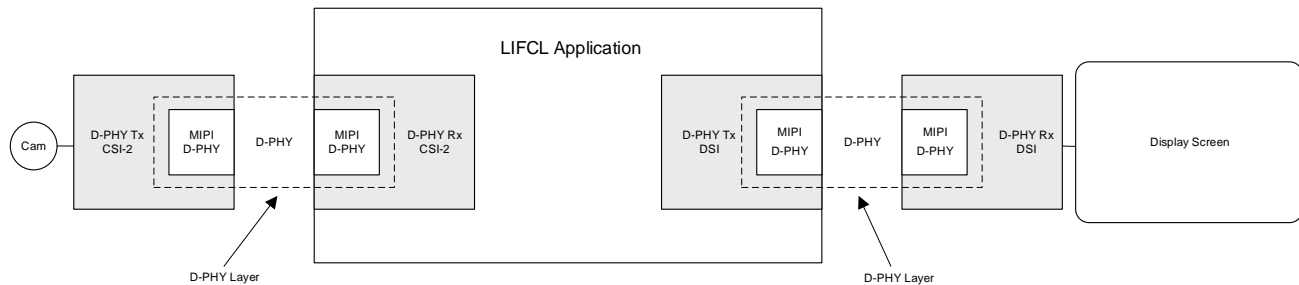 LIFCL Application
Cam
D-PHY Tx
CSI-2
MIPI
D-PHY
D-PHY
MIPI
D-PHY
D-PHY Rx
CSI-2
D-PHY Tx
DSI
MIPI
D-PHY
D-PHY
MIPI
D-PHY
D-PHY Rx
DSI
Display Screen
D-PHY Layer
D-PHY Layer